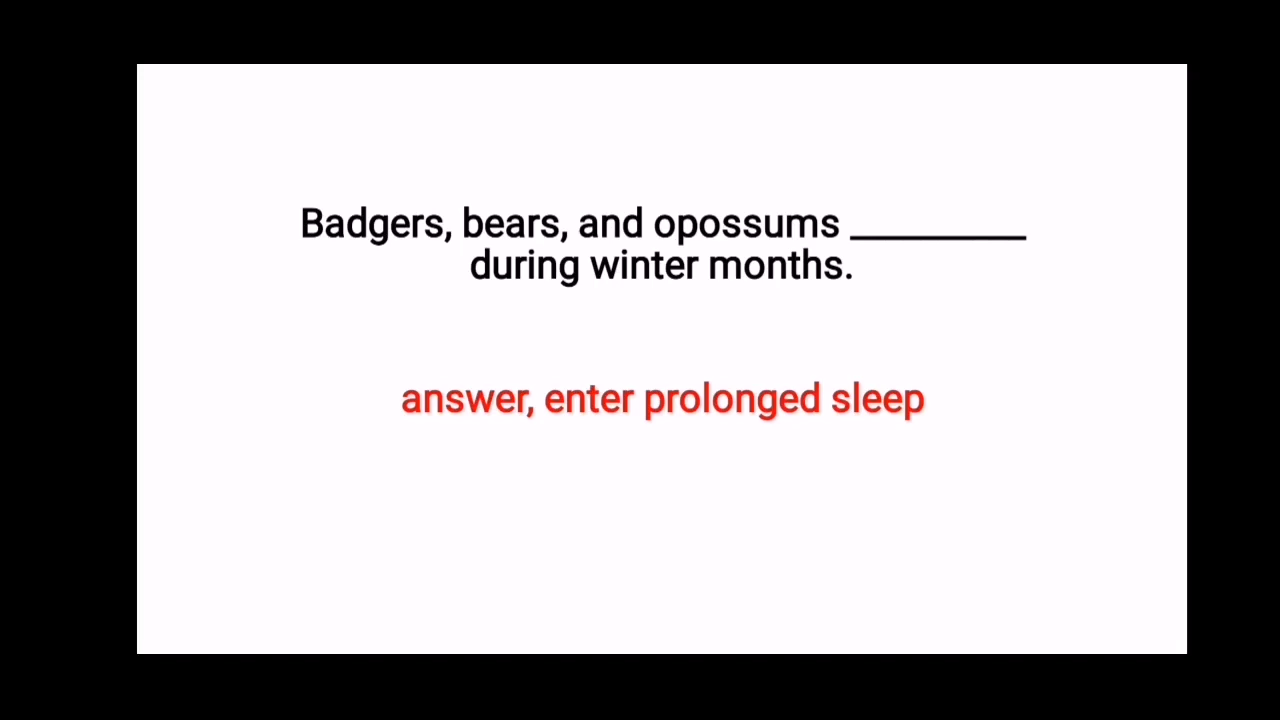 Badgers, bears, and opossums __________
during winter months.
answer, enter prolonged sleep